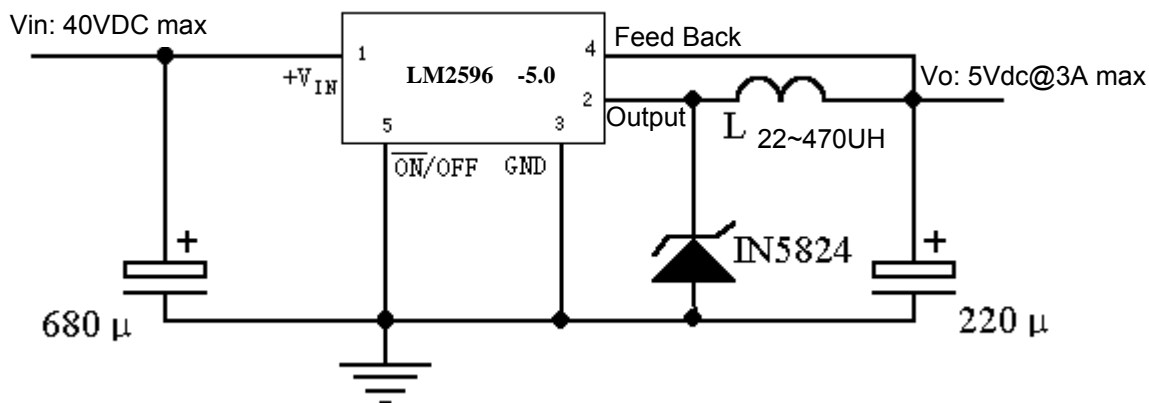 Vin: 40VDC max
1
+VIN
LM2596 -5.0
4
Feed Back
2
Output
Vo: 5Vdc@3A max
L 22~470UH
5
3
ON/OFF GND
+
680 μ
IN5824
+
220 μ